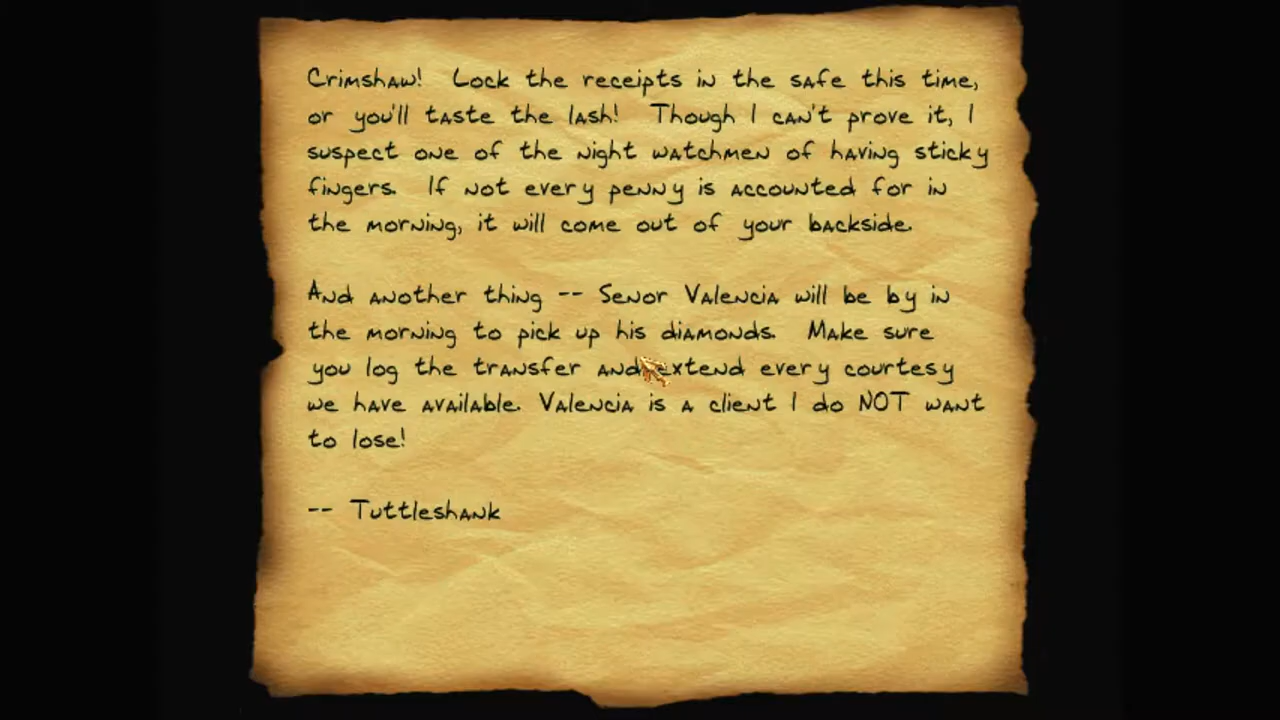 Crimshaw!  Lock the receipts in the safe this time,
or you'll taste the lash!  Though I can't prove it, I
suspect one of the night watchmen of having sticky
fingers.  If not every penny is accounted for in
the morning, it will come out of your backside.
And another thing -- Senor Valencia will be by in
the morning to pick up his diamonds.  Make sure
you log the transfer and extend every courtesy
we have available. Valencia is a client I do NOT want
to lose!
-- Tuttleshank